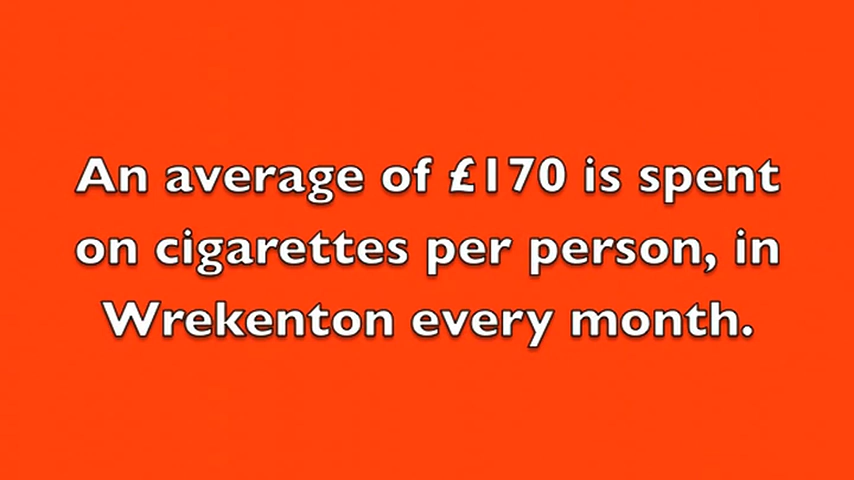 An average of £170 is spent
on cigarettes per person, in
Wrekenton every month.